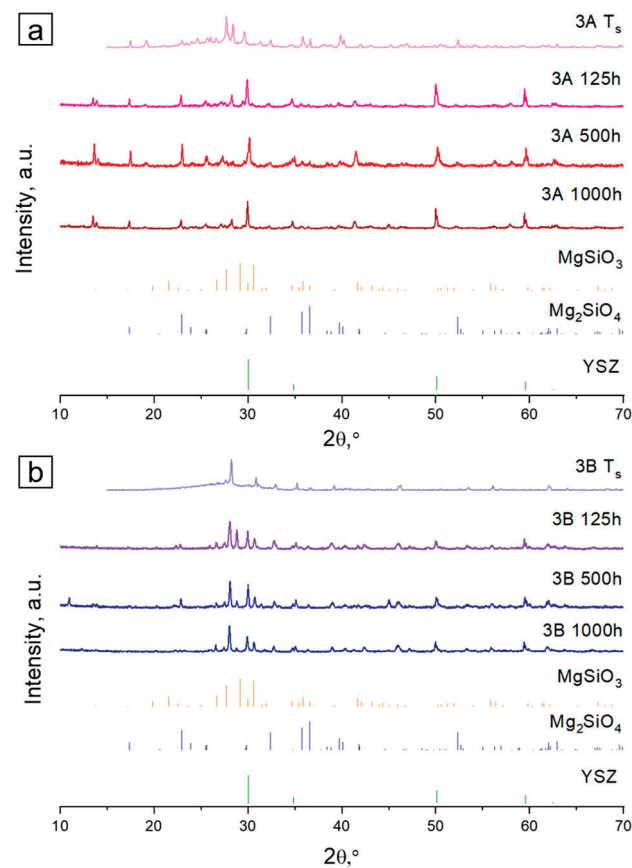 a
3A Ts
3A 125h
3A 500h
3A 1000h
MgSiO3
Mg2SiO4
YSZ
Intensity, a.u.
10 20 30 40 50 60 70
2θ,°
b
3B Ts
3B 125h
3B 500h
3B 1000h
MgSiO3
Mg2SiO4
YSZ
Intensity, a.u.
10 20 30 40 50 60 70
2θ,°